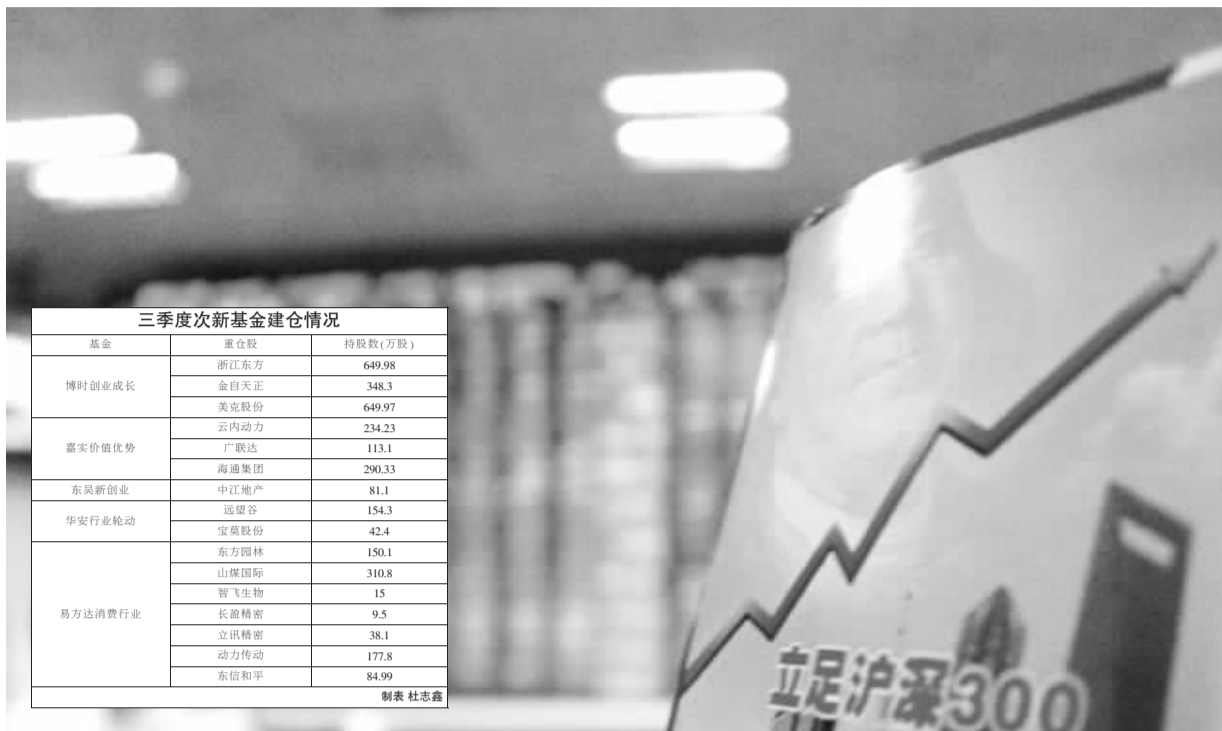 三季度次新基金建仓情况
基金 重仓股 持股数(万股)
博时创业成长 浙江东方 649.98
金自天正 348.3
美克股份 649.97
嘉实价值优势 云内动力 234.23
广联达 113.1
海通集团 290.33
东吴新创业 中江地产 81.1
华安行业轮动 远望谷 154.3
宝莫股份 42.4
易方达消费行业 东方园林 150.1
山煤国际 310.8
智飞生物 15
长盈精密 9.5
立讯精密 38.1
动力传动 177.8
东信和平 84.99
制表 杜志鑫
立足沪深300